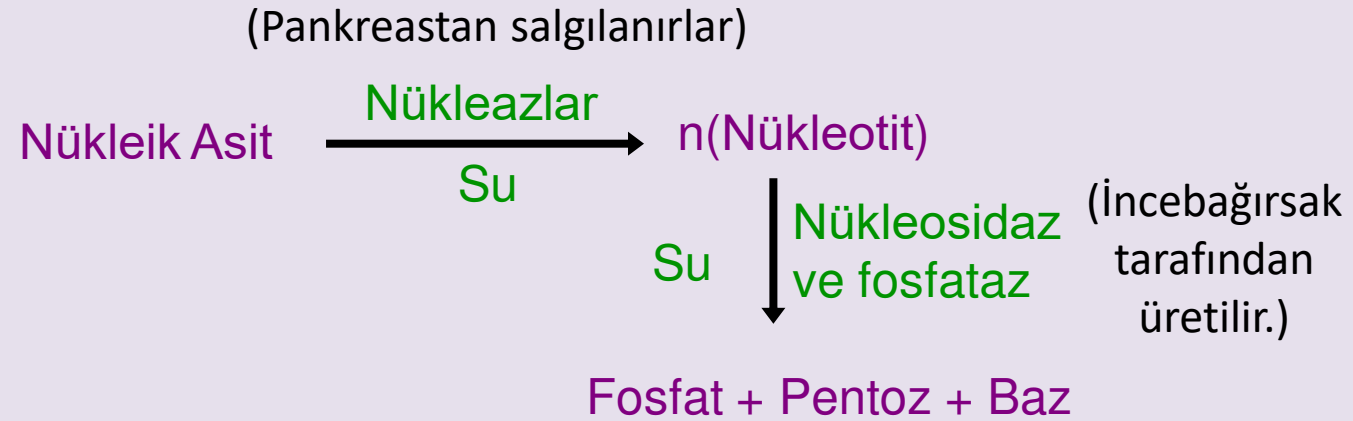 (Pankreastan salgılanırlar)
Nükleazlar
Nükleik Asit
n(Nükleotit)
Su
Su
Nükleosidaz
ve fosfataz
(İncebağırsak
tarafından
üretilir.)
Fosfat + Pentoz + Baz